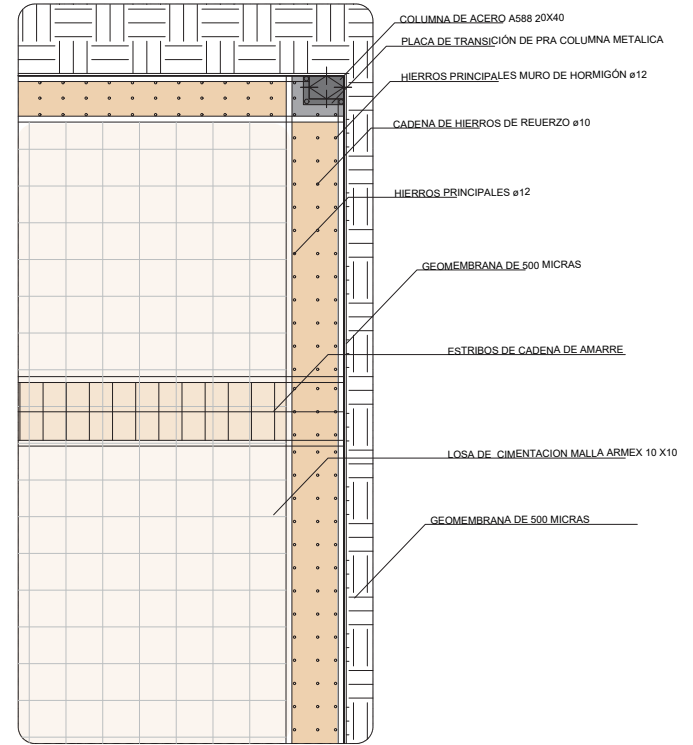 COLUMNA DE ACERO A588 20X40
PLACA DE TRANSICIÓN DE PRA COLUMNA METALICA
HIERROS PRINCIPALES MURO DE HORMIGÓN ø12
CADENA DE HIERROS DE REUERZO ø10
HIERROS PRINCIPALES ø12
GEOMEMBRANA DE 500 MICRAS
ESTRIBOS DE CADENA DE AMARRE
LOSA DE CIMENTACION MALLA ARMEX 10 X10
GEOMEMBRANA DE 500 MICRAS